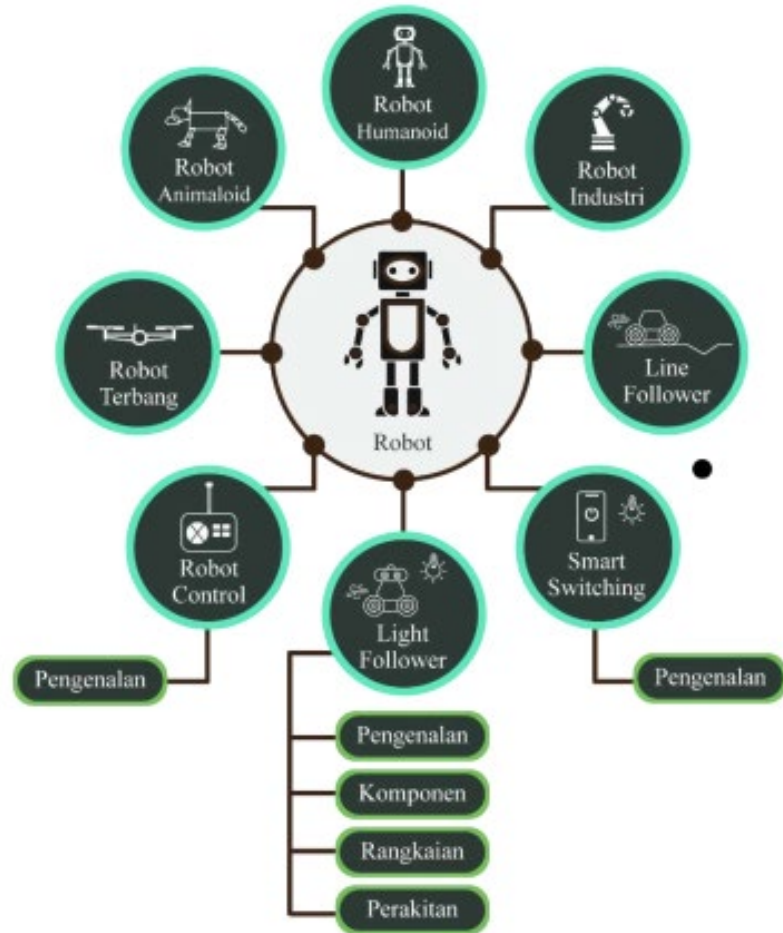 Robot
Humanoid
Robot
Animaloid
Robot
Industri
Robot
Terbang
Line
Follower
Robot
Robot
Control
Light
Follower
Smart
Switching
Pengenalan
Pengenalan
Pengenalan
Komponen
Rangkaian
Perakitan